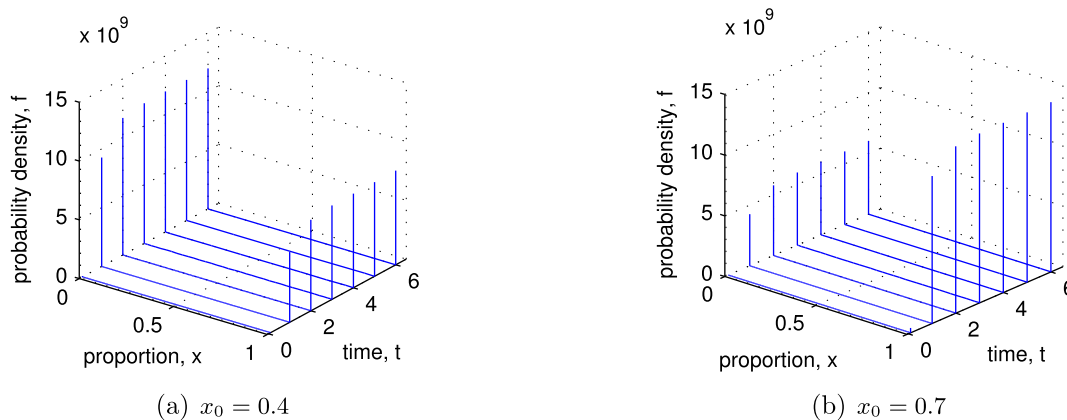 x 10^9
probability density, f
15
10
5
0
0
0.5
1
proportion, x
0
2
4
6
time, t
(a) x₀ = 0.4
x 10^9
probability density, f
15
10
5
0
0
0.5
1
proportion, x
0
2
4
6
time, t
(b) x₀ = 0.7